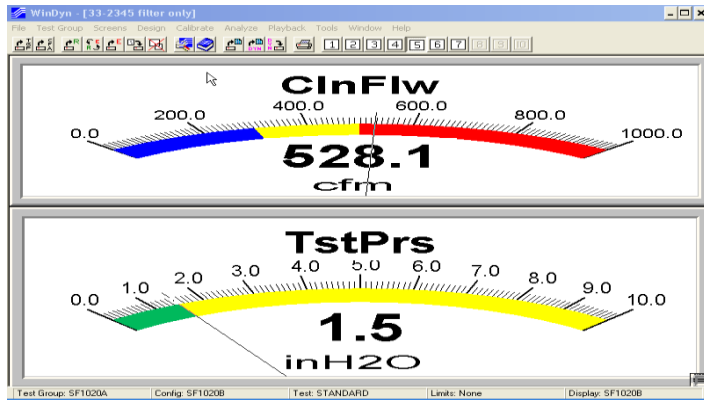 WinDyn - [33-2345 filter only]
File Test Group Screens Design Calibrate Analyze Playback Tools Window Help
1 2 3 4 5 6 7 8 9 10
ClnFlw
0.0 200.0 400.0 600.0 800.0 1000.0
528.1
cfm
TstPrs
0.0 1.0 2.0 3.0 4.0 5.0 6.0 7.0 8.0 9.0 10.0
1.5
inH2O
Test Group: SF1020A Config: SF1020B Test: STANDARD Limits: None Display: SF1020B